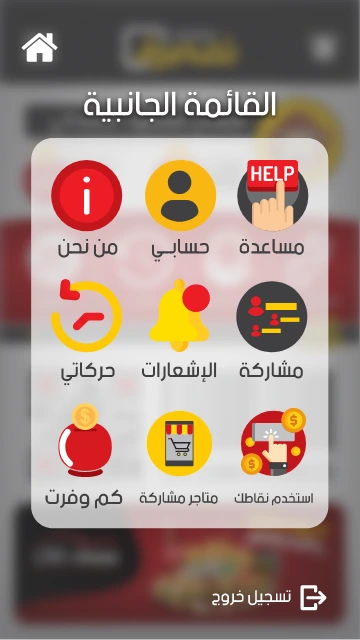 القائمة الجانبية
HELP
مساعدة
حسابي
من نحن
مشاركة
الإشعارات
حركاتي
استخدم نقاطك
متاجر مشاركة
كم وفرت
تسجيل خروج